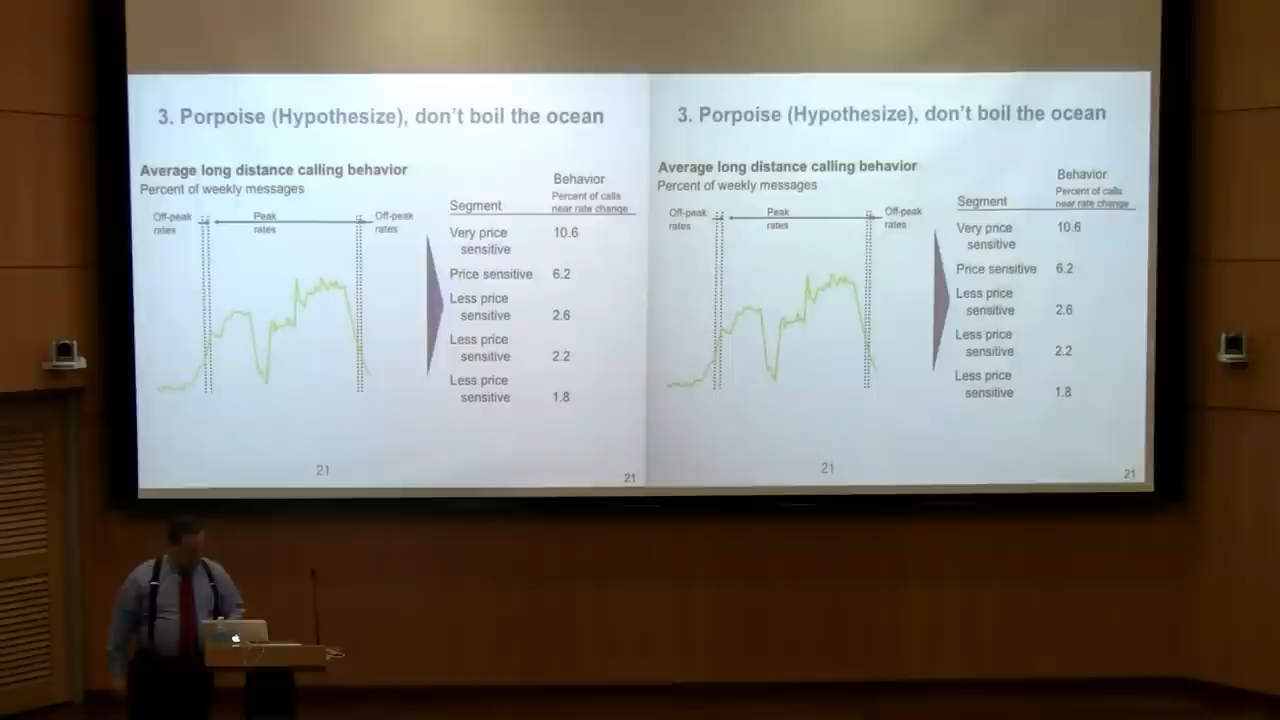 3. Porpoise (Hypothesize), don't boil the ocean
Average long distance calling behavior
Percent of weekly messages
Off-peak
rates
Peak
rates
Off-peak
rates
Segment
Behavior
Percent of calls
near rate change
Very price
sensitive
10.6
Price sensitive 6.2
Less price
sensitive
2.6
Less price
sensitive
2.2
Less price
sensitive
1.8
21
21
3. Porpoise (Hypothesize), don't boil the ocean
Average long distance calling behavior
Percent of weekly messages
Off-peak
rates
Peak
rates
Off-peak
rates
Segment
Behavior
Percent of calls
near rate change
Very price
sensitive
10.6
Price sensitive 6.2
Less price
sensitive
2.6
Less price
sensitive
2.2
Less price
sensitive
1.8
21
21